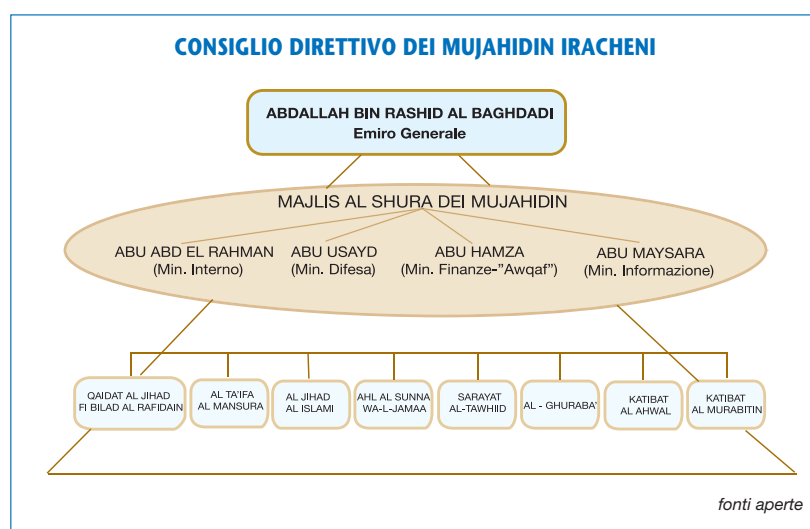 CONSIGLIO DIRETTIVO DEI MUJAHIDIN IRACHENI
ABDALLAH BIN RASHID AL BAGHDADI
Emiro Generale
MAJLIS AL SHURA DEI MUJAHIDIN
ABU ABD EL RAHMAN
(Min. Interno)
ABU USAYD
(Min. Difesa)
ABU HAMZA
(Min. Finanze-"Awqaf")
ABU MAYSARA
(Min. Informazione)
QAIDAT AL JIHAD
FI BILAD AL RAFIDAIN
AL TA'IFA
AL MANSURA
AL JIHAD
AL ISLAMI
AHL AL SUNNA
WA-L-JAMAA
SARAYAT
AL-TAWHIID
AL - GHURABA'
KATIBAT
AL AHWAL
KATIBAT
AL MURABITIN
fonti aperte